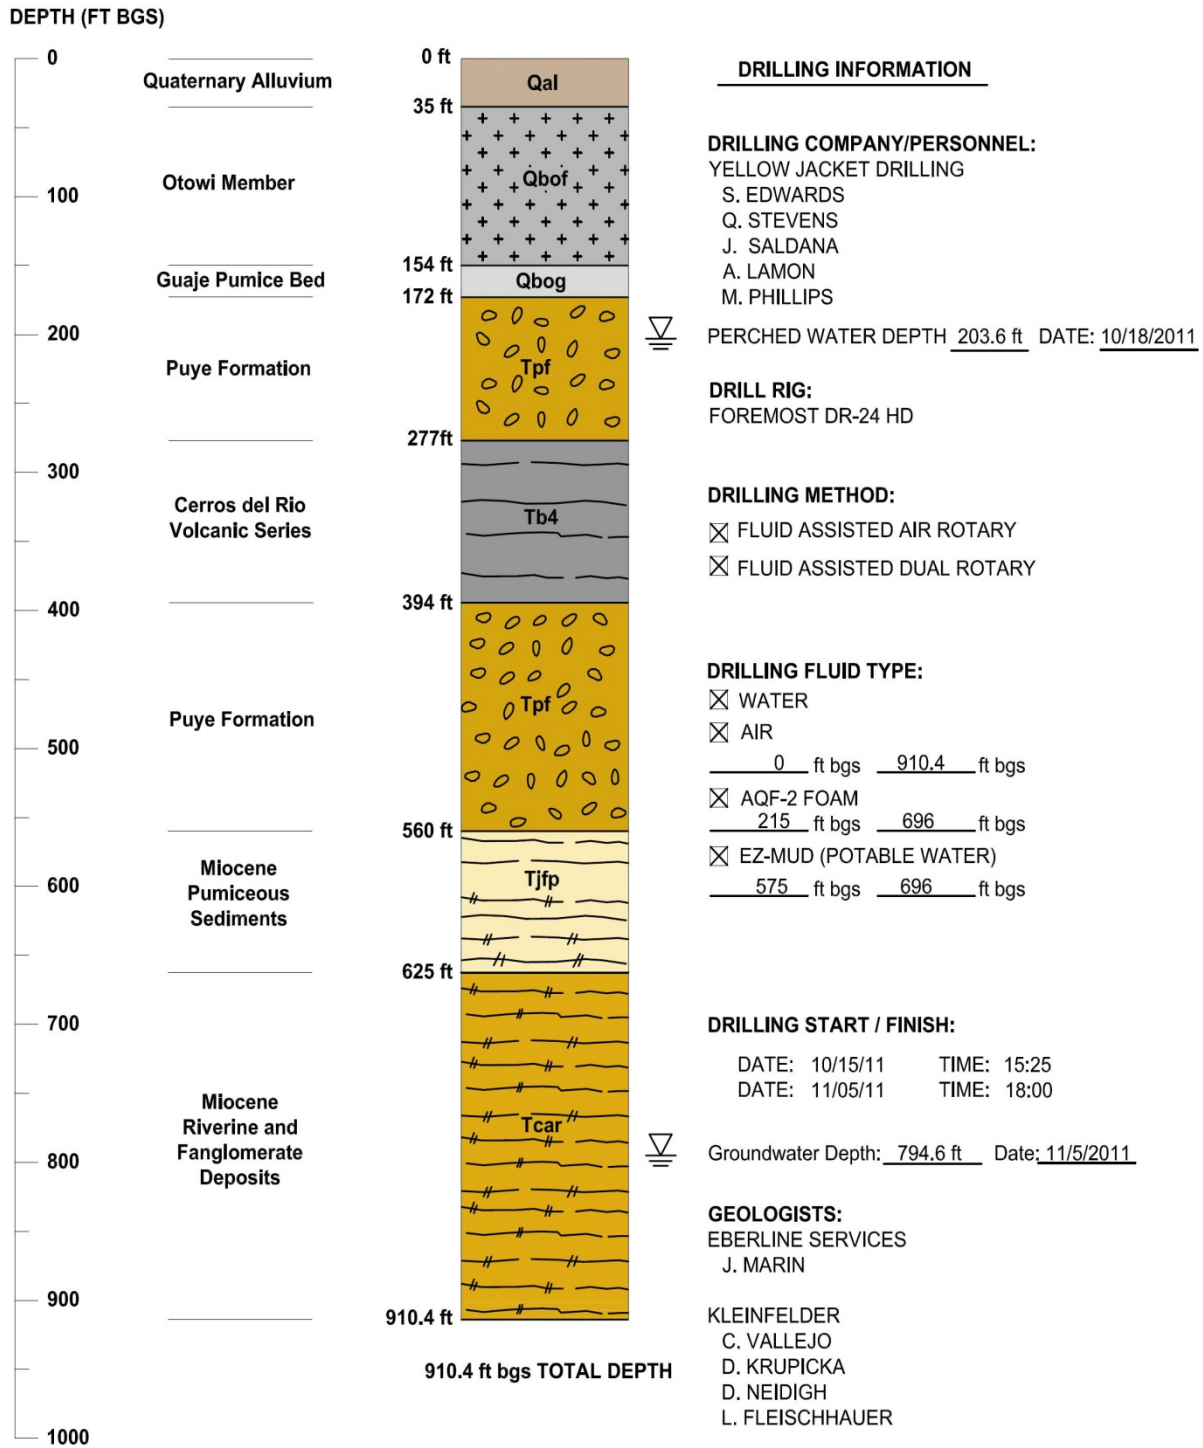 DEPTH (FT BGS)
0
100
200
300
400
500
600
700
800
900
1000
Quaternary Alluvium
Otowi Member
Guaje Pumice Bed
Puye Formation
Cerros del Rio
Volcanic Series
Puye Formation
Miocene
Pumiceous
Sediments
Miocene
Riverine and
Fanglomerate
Deposits
0 ft
35 ft
154 ft
172 ft
277ft
394 ft
560 ft
625 ft
910.4 ft
Qal
Qbof
Qbog
Tpf
Tb4
Tpf
Tjfp
Tcar
910.4 ft bgs TOTAL DEPTH
DRILLING INFORMATION
DRILLING COMPANY/PERSONNEL:
YELLOW JACKET DRILLING
S. EDWARDS
Q. STEVENS
J. SALDANA
A. LAMON
M. PHILLIPS
PERCHED WATER DEPTH 203.6 ft DATE: 10/18/2011
DRILL RIG:
FOREMOST DR-24 HD
DRILLING METHOD:
FLUID ASSISTED AIR ROTARY
FLUID ASSISTED DUAL ROTARY
DRILLING FLUID TYPE:
WATER
AIR
0 ft bgs 910.4 ft bgs
AQF-2 FOAM
215 ft bgs 696 ft bgs
EZ-MUD (POTABLE WATER)
575 ft bgs 696 ft bgs
DRILLING START / FINISH:
DATE: 10/15/11 TIME: 15:25
DATE: 11/05/11 TIME: 18:00
Groundwater Depth: 794.6 ft Date: 11/5/2011
GEOLOGISTS:
EBERLINE SERVICES
J. MARIN
KLEINFELDER
C. VALLEJO
D. KRUPICKA
D. NEIDIGH
L. FLEISCHHAUER